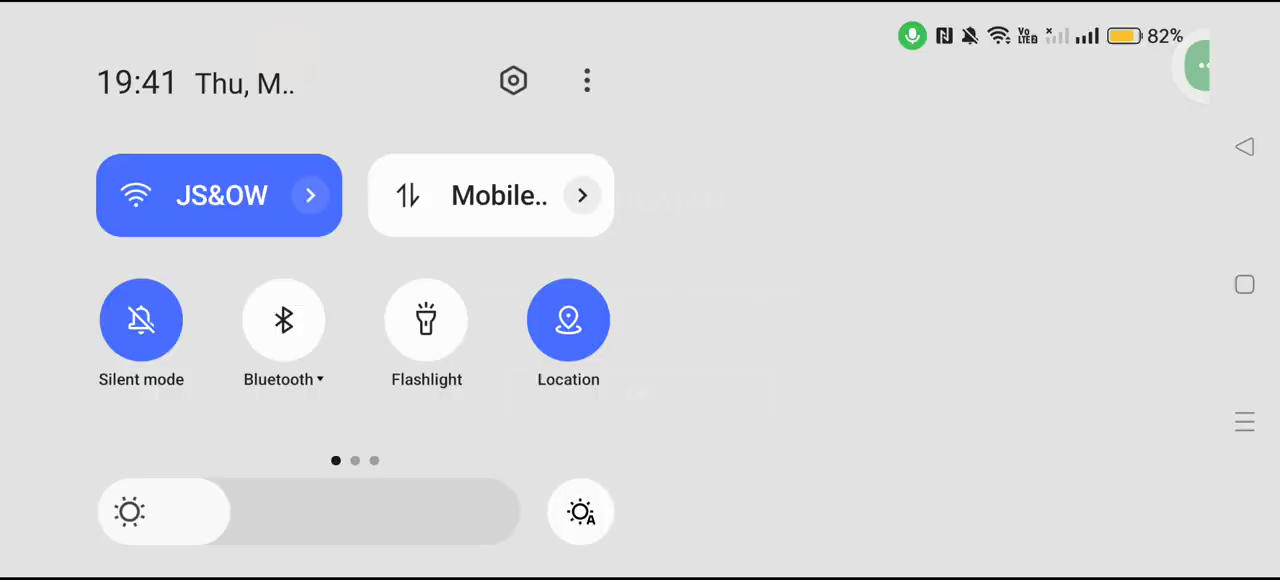 82%
19:41 Thu, M..
JS&OW Mobile..
Silent mode Bluetooth Flashlight Location